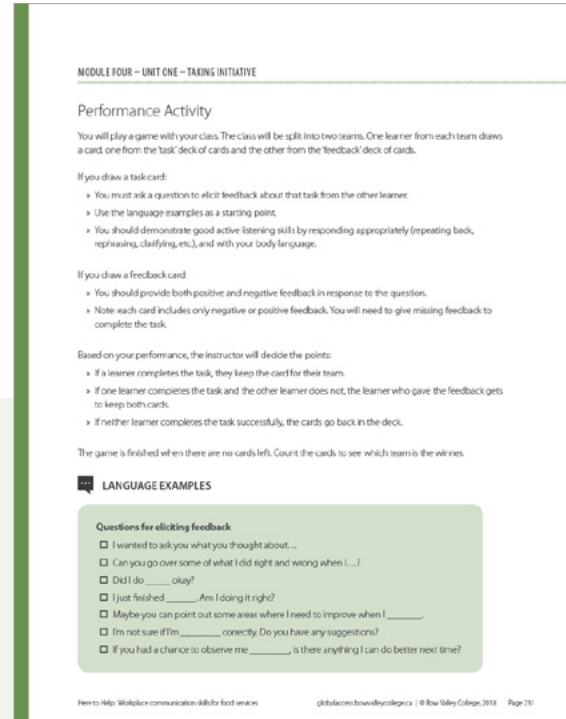 MODULE FOUR – UNIT ONE – TAKING INITIATIVE
Performance Activity
You will play a game with your class. The class will be split into two teams. One learner from each team draws
a card, one from the 'task' deck of cards and the other from the 'feedback' deck of cards.
If you draw a task card:
» You must ask a question to elicit feedback about that task from the other learner.
» Use the language examples as a starting point.
» You should demonstrate good active listening skills by responding appropriately (repeating back,
rephrasing, clarifying, etc.), and with your body language.
If you draw a feedback card:
» You should provide both positive and negative feedback in response to the question.
» Note: each card includes only negative or positive feedback. You will need to give missing feedback to
complete the task.
Based on your performance, the instructor will decide the points:
» If a learner completes the task, they keep the card for their team.
» If one learner completes the task and the other learner does not, the learner who gave the feedback gets
to keep both cards.
» If neither learner completes the task successfully, the cards go back in the deck.
The game is finished when there are no cards left. Count the cards to see which team is the winner.
LANGUAGE EXAMPLES
Questions for eliciting feedback
☐ I wanted to ask you what you thought about…
☐ Can you go over some of what I did right and wrong when I…?
☐ Did I do _____ okay?
☐ I just finished ______. Am I doing it right?
☐ Maybe you can point out some areas where I need to improve when I ________.
☐ I'm not sure if I'm _________ correctly. Do you have any suggestions?
☐ If you had a chance to observe me _________, is there anything I can do better next time?
Here to Help: Workplace communication skills for food services
globalaccess.bowvalleycollege.ca | © Bow Valley College, 2018 Page 291